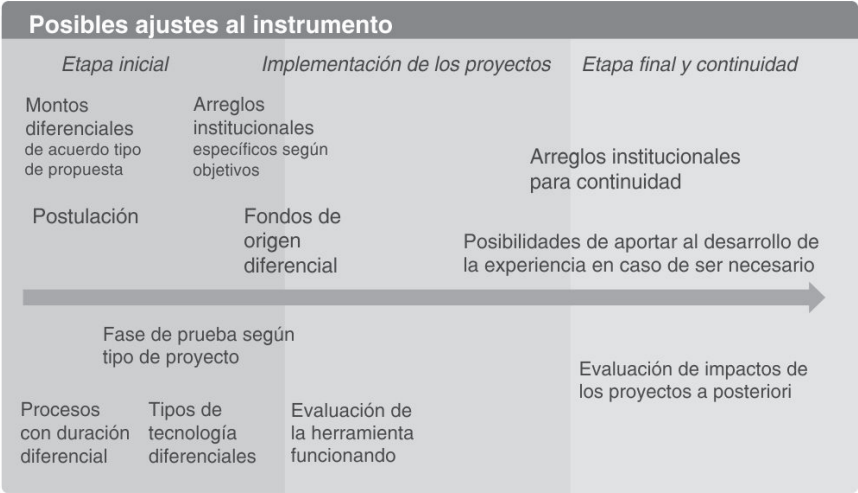 Posibles ajustes al instrumento
Etapa inicial
Implementación de los proyectos
Etapa final y continuidad
Montos
diferenciales
de acuerdo tipo
de propuesta
Arreglos
institucionales
específicos según
objetivos
Arreglos institucionales
para continuidad
Postulación
Fondos de
origen
diferencial
Posibilidades de aportar al desarrollo de
la experiencia en caso de ser necesario
Fase de prueba según
tipo de proyecto
Evaluación de impactos de
los proyectos a posteriori
Procesos
con duración
diferencial
Tipos de
tecnología
diferenciales
Evaluación de
la herramienta
funcionando